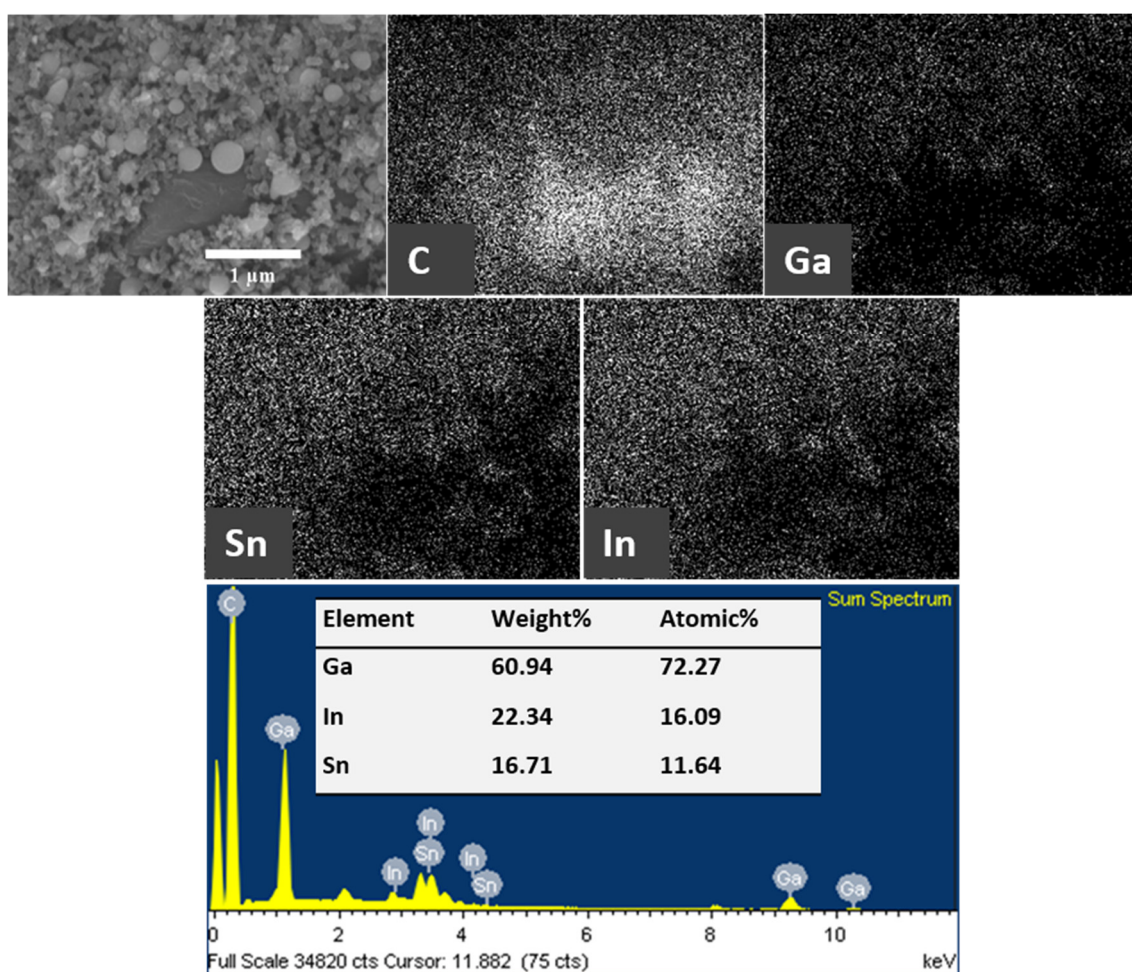 1 µm
C
Ga
Sn
In
Sum Spectrum
C
Ga
In
In
Sn
In
Sn
Ga
Ga
Element Weight% Atomic%
Ga 60.94 72.27
In 22.34 16.09
Sn 16.71 11.64
0 2 4 6 8 10
Full Scale 34820 cts Cursor: 11.882 (75 cts) keV